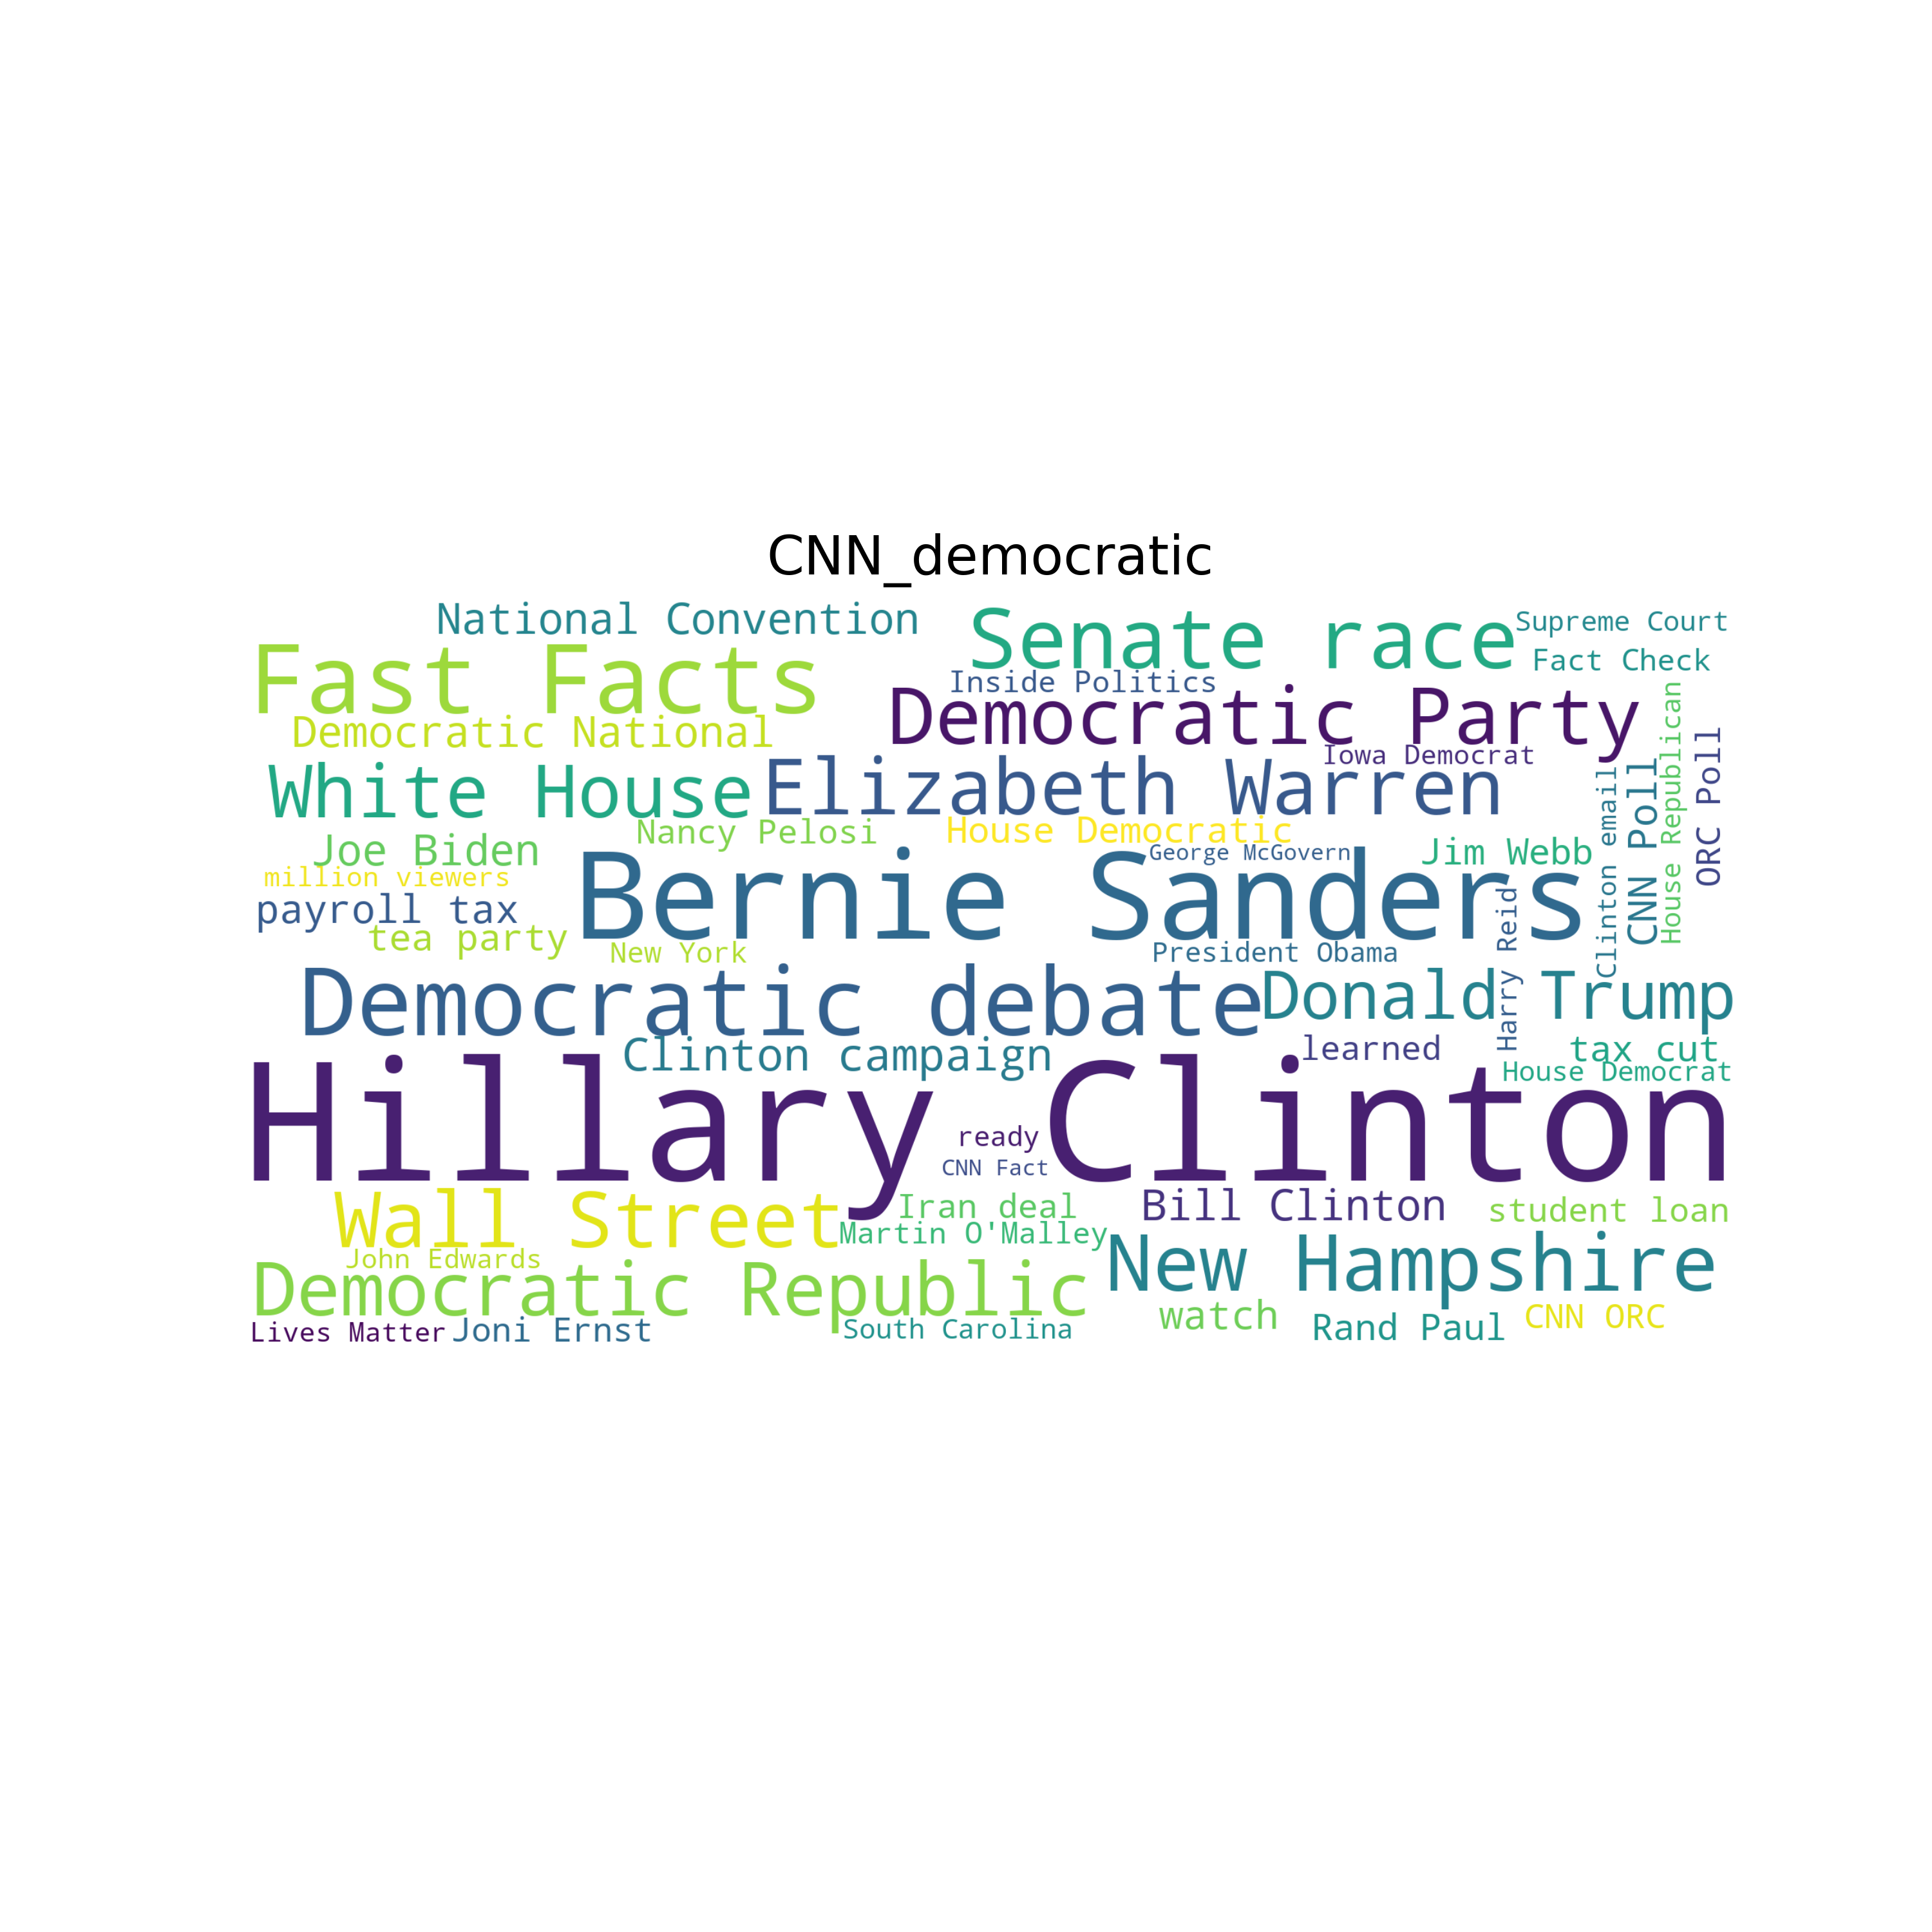 CNN_democratic
National Convention
Senate race
Supreme Court
Fast Facts
Fact Check
Inside Politics
Democratic Party
Democratic National
Iowa Democrat
White House
Elizabeth Warren
Nancy Pelosi
House Democratic
Joe Biden
George McGovern
Jim Webb
million viewers
Bernie Sanders
payroll tax
tea party
New York
President Obama
Clinton email
CNN Poll
House Republican
ORC Poll
Harry Reid
Democratic debate
Donald Trump
Clinton campaign
learned
tax cut
House Democrat
Hillary Clinton
ready
CNN Fact
Wall Street
Iran deal
Bill Clinton
student loan
Martin O'Malley
John Edwards
New Hampshire
Democratic Republic
watch
Rand Paul
CNN ORC
Lives Matter
Joni Ernst
South Carolina